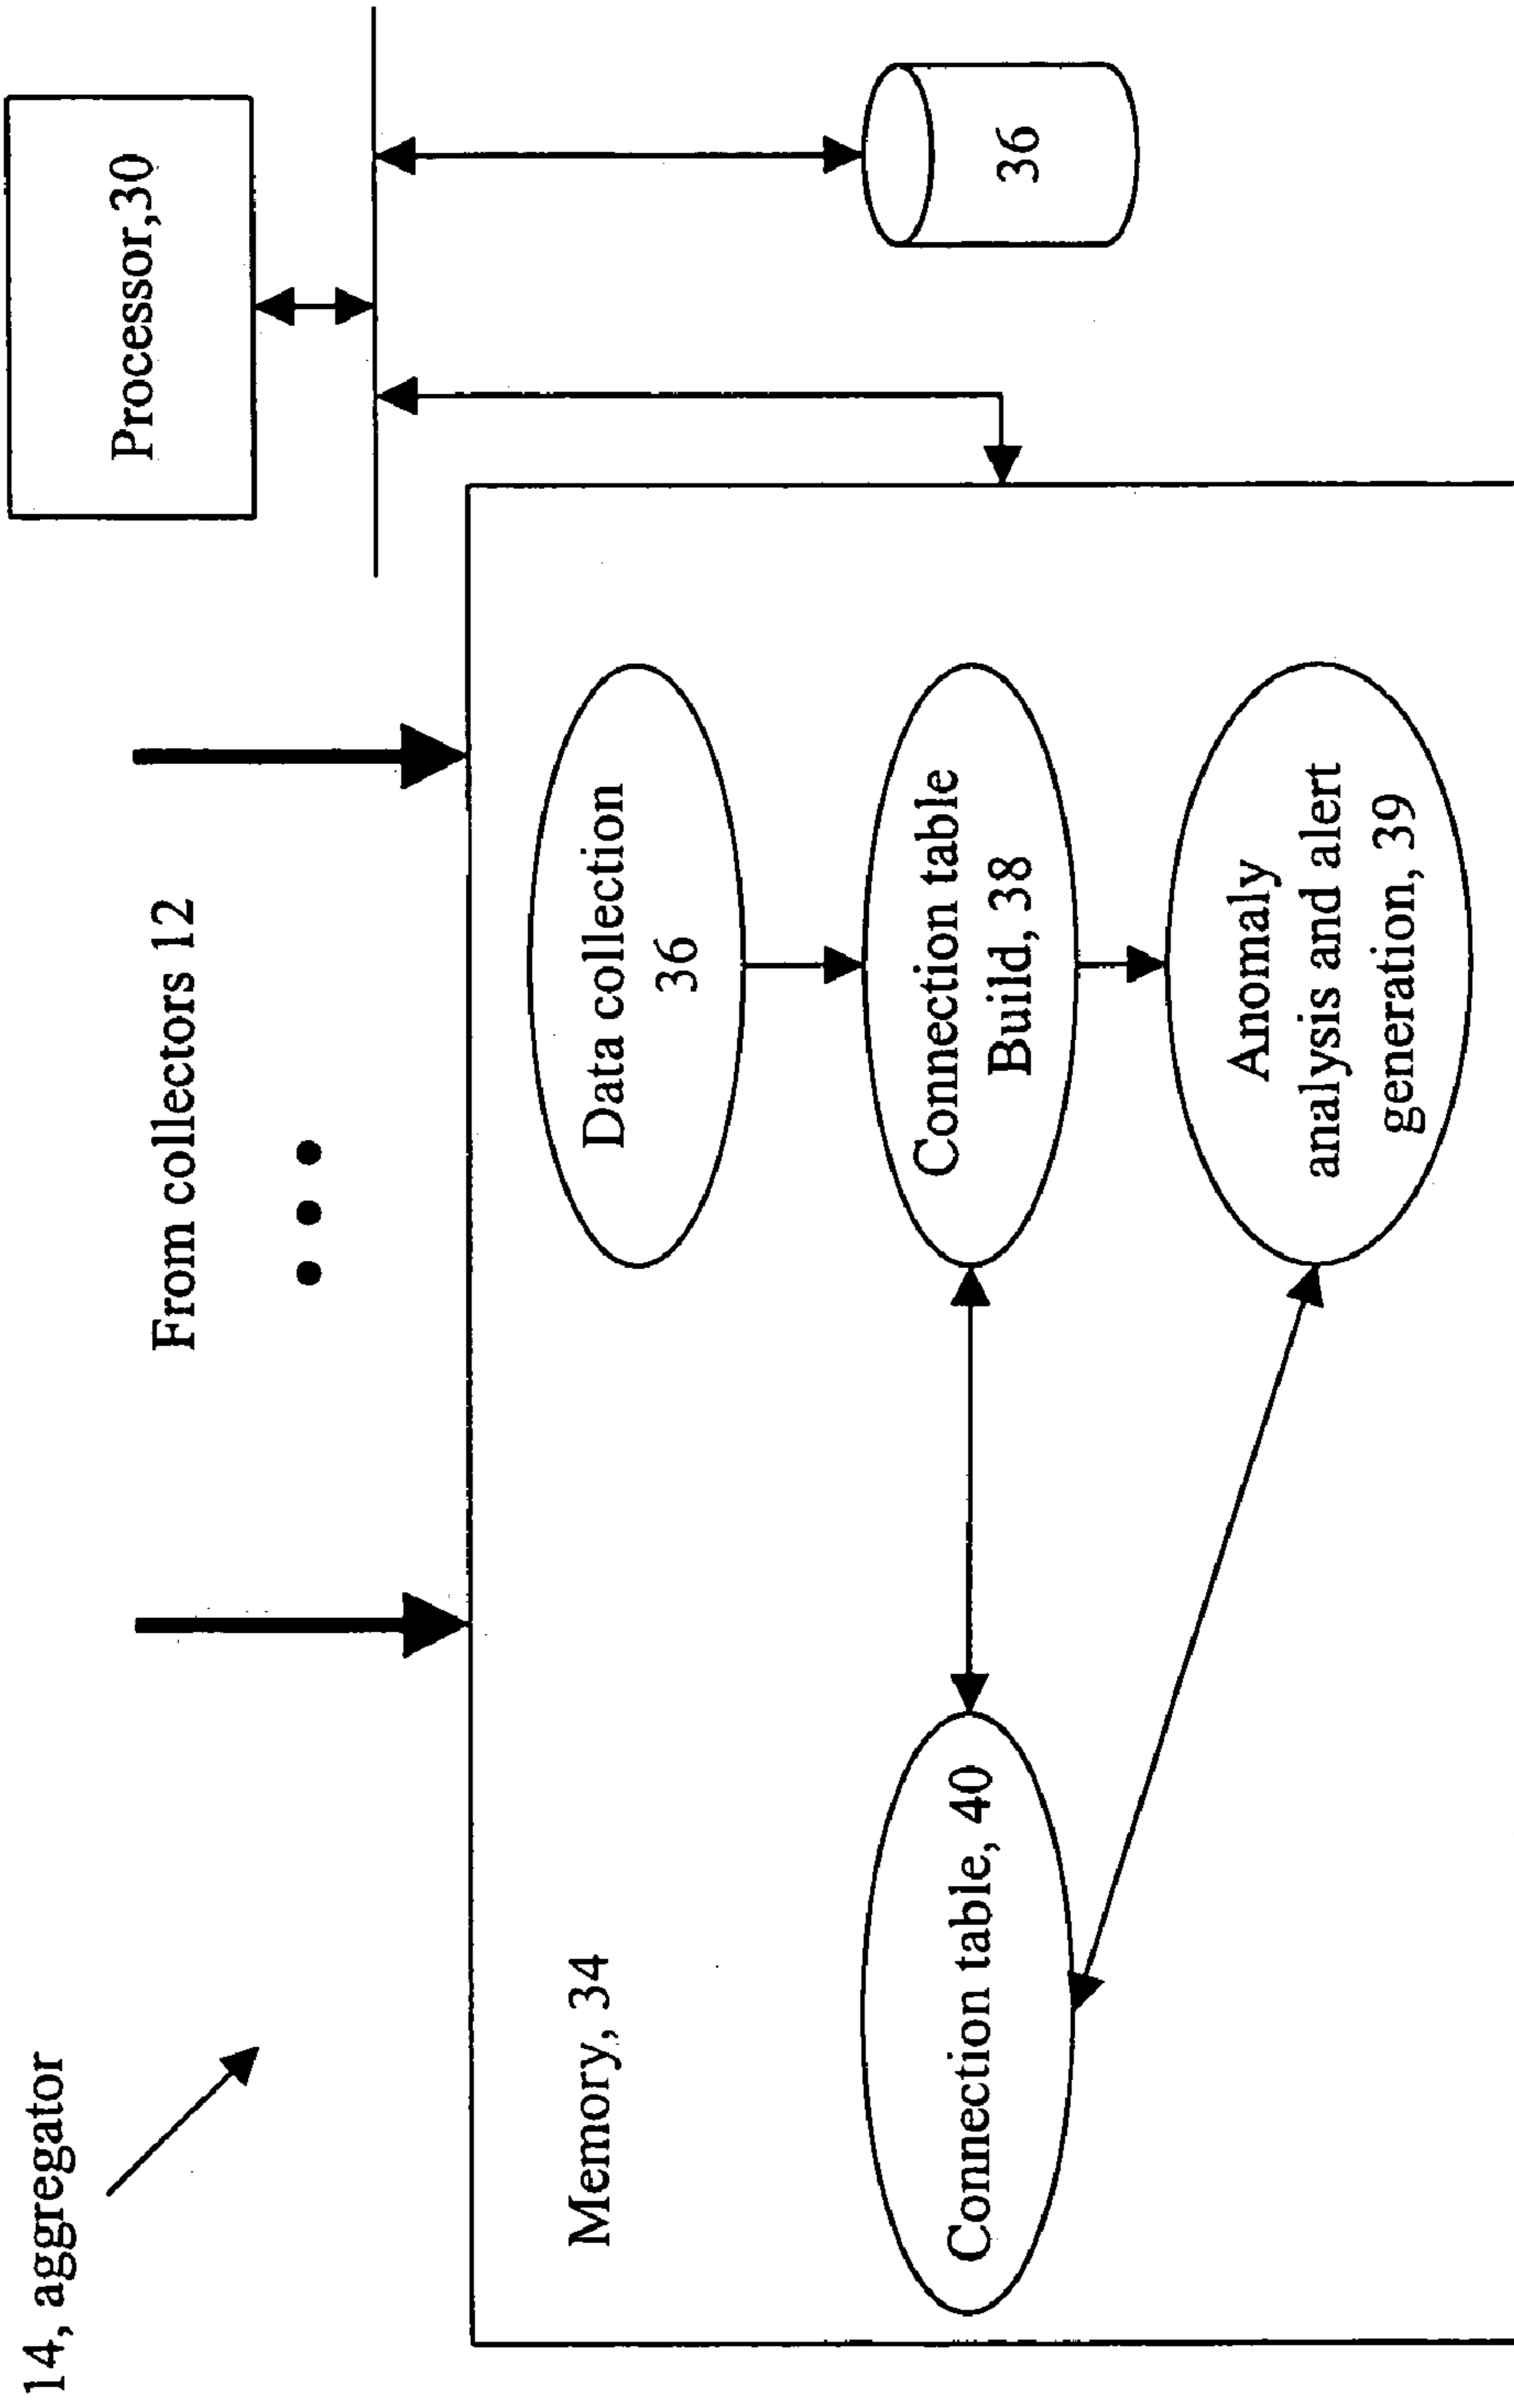 14, aggregator
From collectors 12
Processor,30
Memory, 34
Data collection
36
36
Connection table, 40
Connection table
Build, 38
Anomaly
analysis and alert
generation, 39